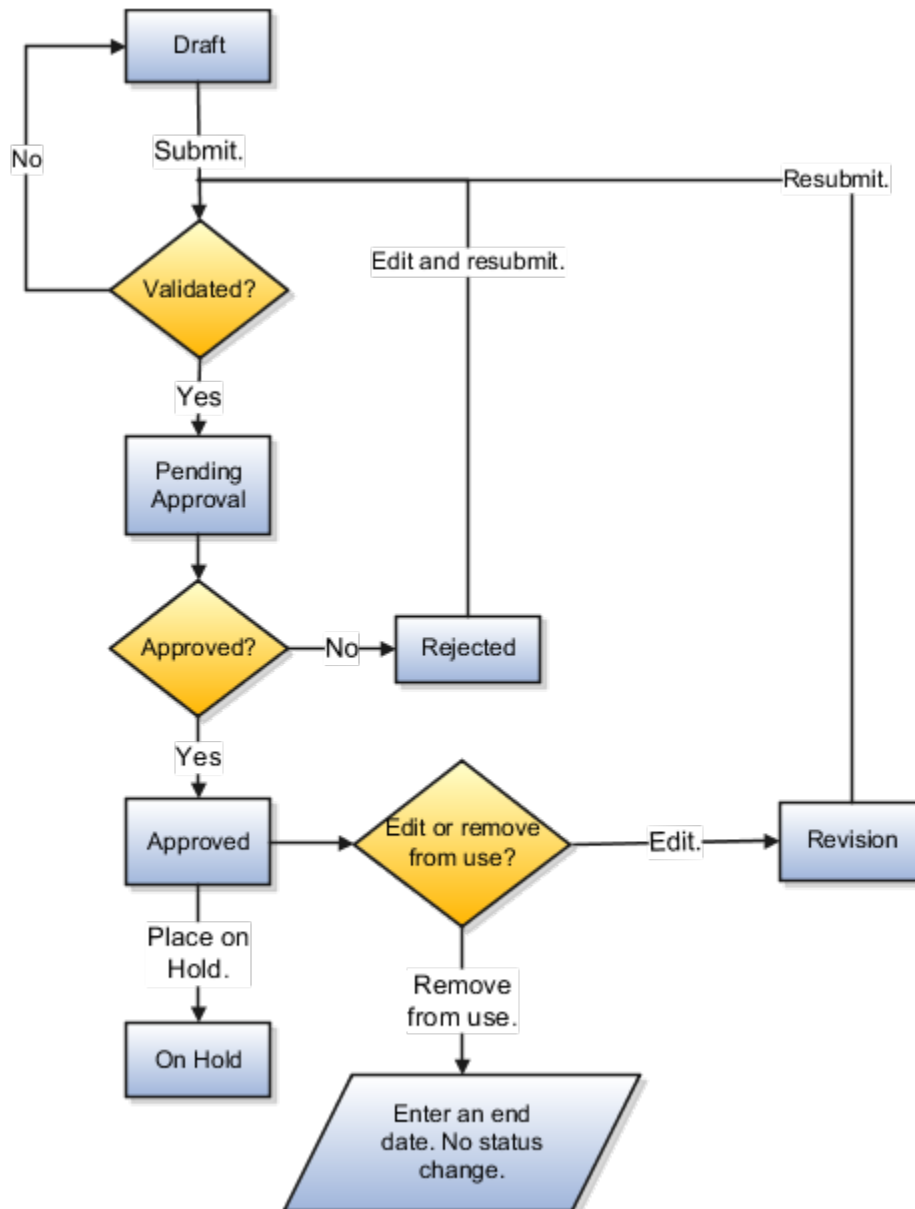 Draft
Submit.
No
Resubmit.
Edit and resubmit.
Validated?
Yes
Pending
Approval
Approved?
No
Rejected
Yes
Approved
Edit or remove
from use?
Edit.
Revision
Place on
Hold.
Remove
from use.
On Hold
Enter an end
date. No status
change.